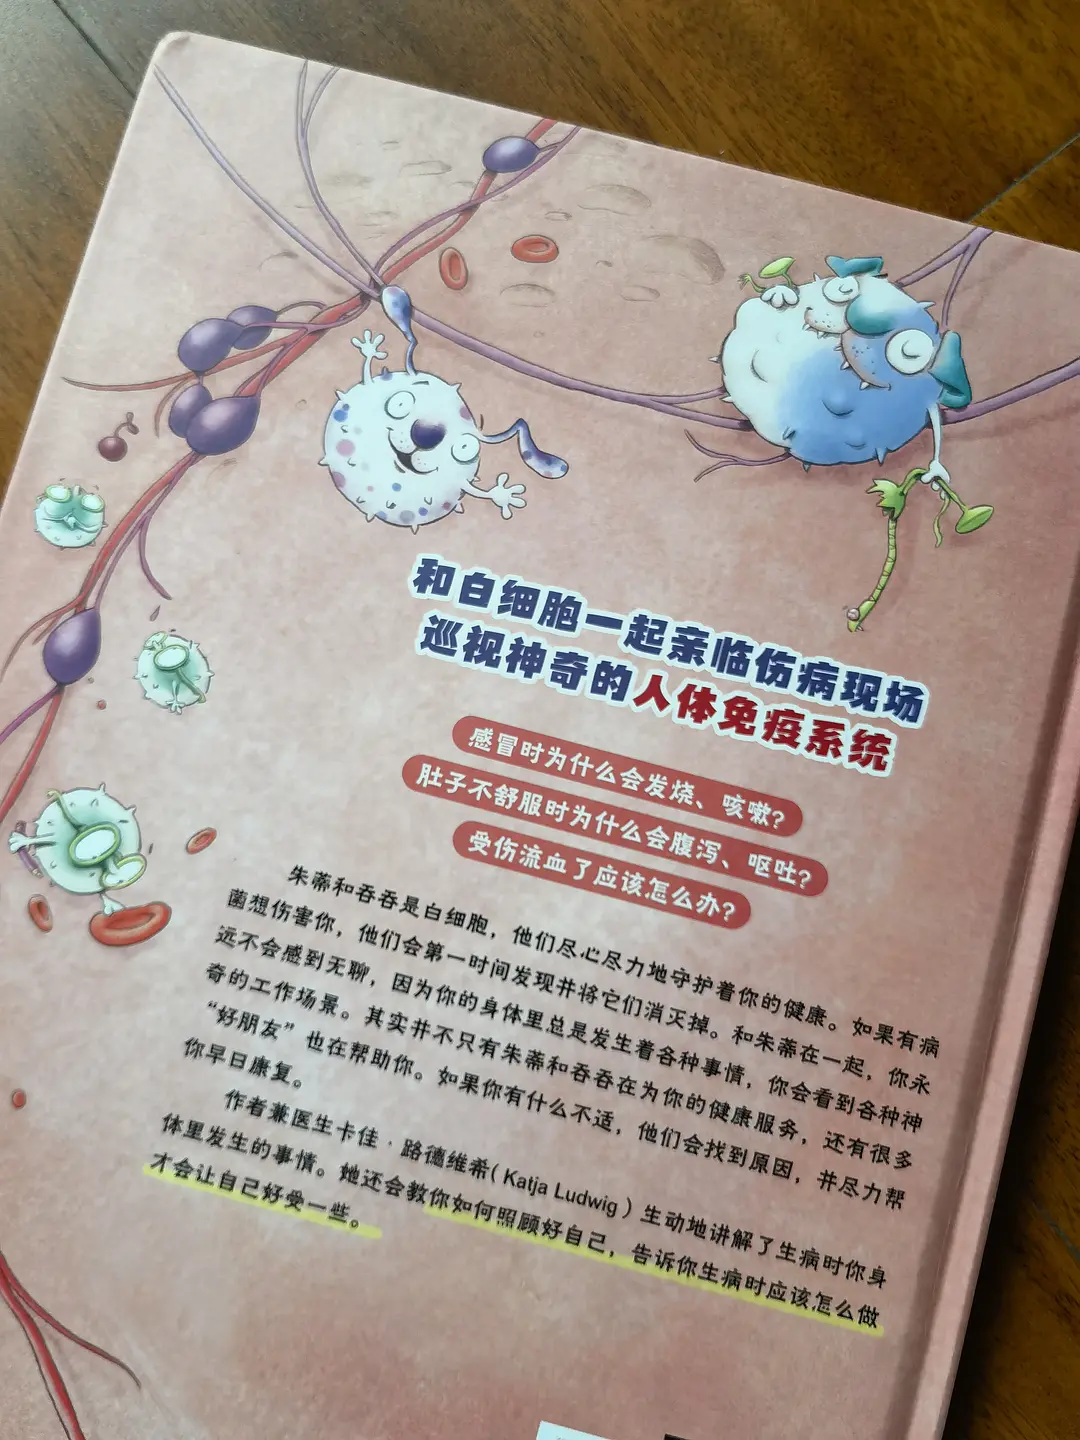 和白细胞一起亲临伤病现场
巡视神奇的人体免疫系统
感冒时为什么会发烧、咳嗽?
肚子不舒服时为什么会腹泻、呕吐?
受伤流血了应该怎么办?
朱蒂和吞吞是白细胞，他们尽心尽力地守护着你的健康。如果有病
菌想伤害你，他们会第一时间发现并将它们消灭掉。和朱蒂在一起，你永
远不会感到无聊，因为你的身体里总是发生着各种事情，你会看到各种神
奇的工作场景。其实并不只有朱蒂和吞吞在为你的健康服务，还有很多
“好朋友”也在帮助你。如果你有什么不适，他们会找到原因，并尽力帮
你早日康复。
作者兼医生卡佳·路德维希(Katja Ludwig)生动地讲解了生病时你身
体里发生的事情。她还会教你如何照顾好自己，告诉你生病时应该怎么做
才会让自己好受一些。